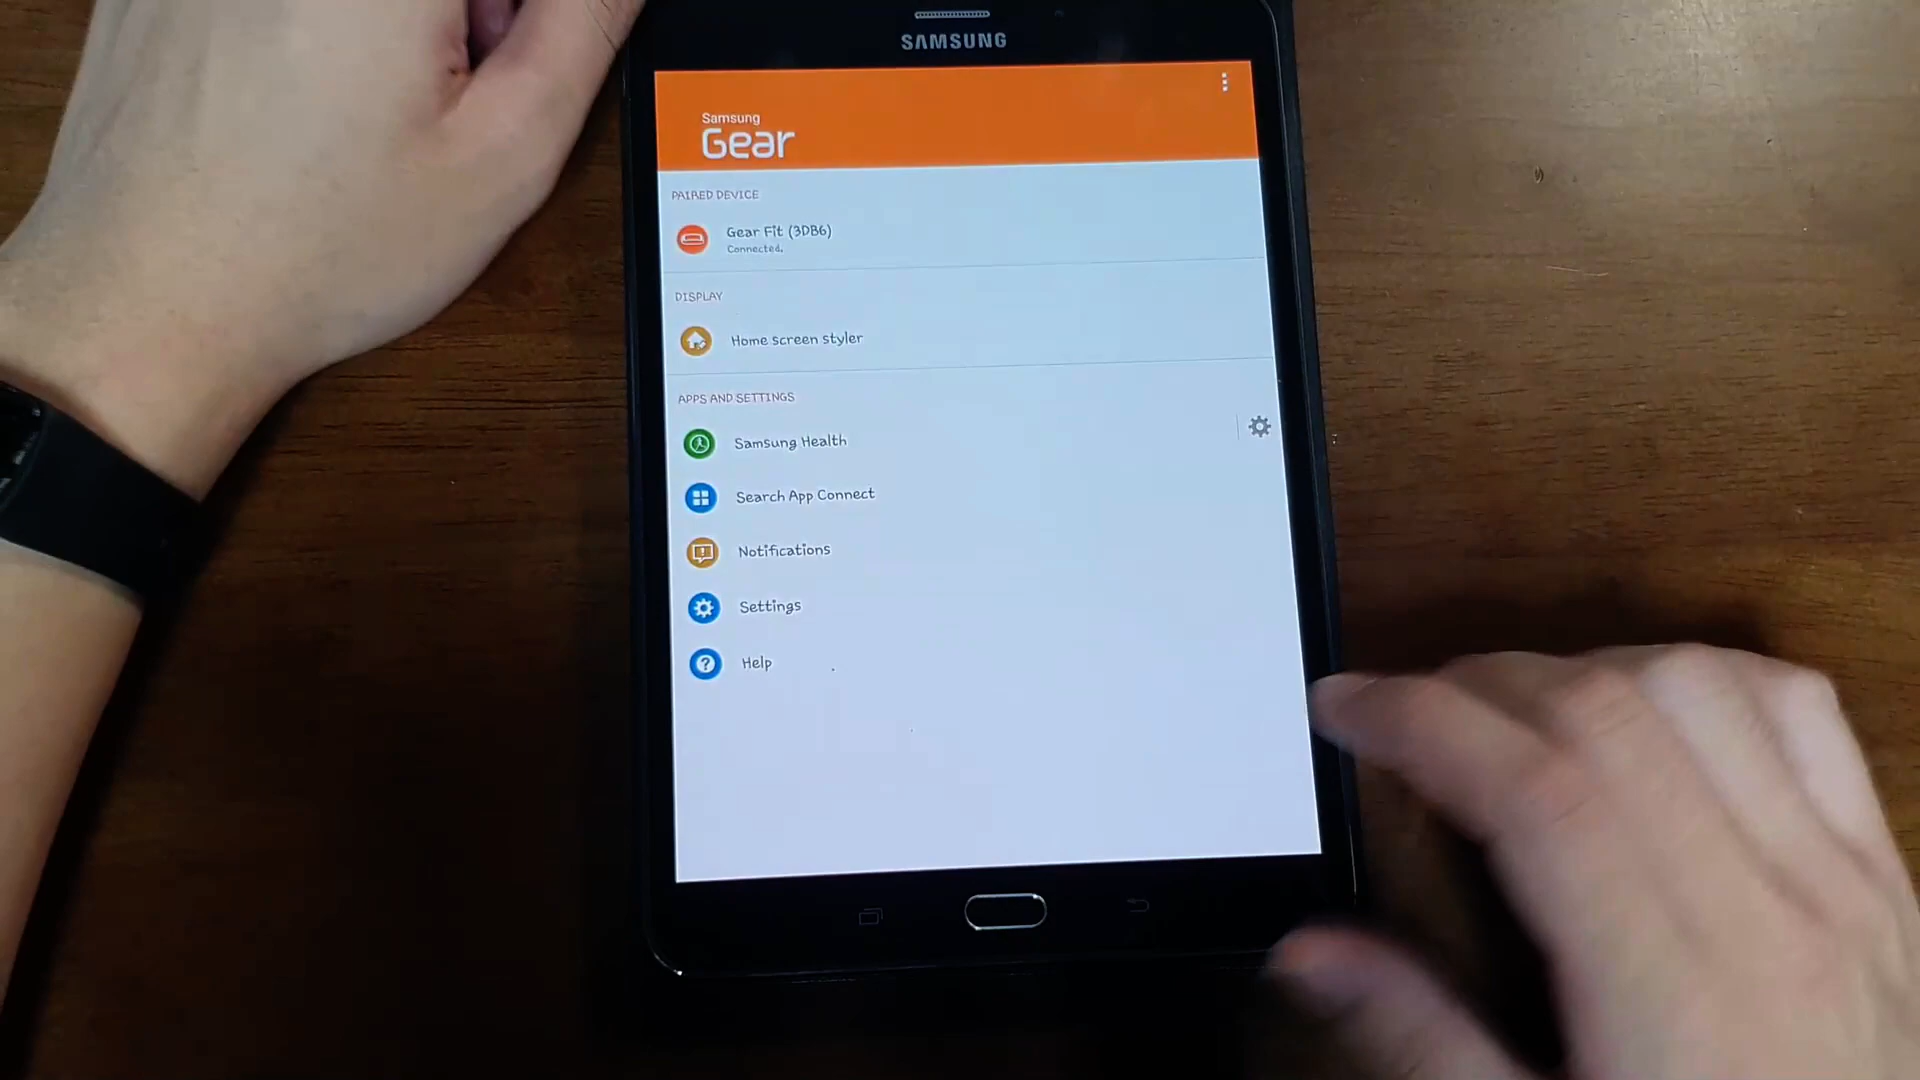 SAMSUNG
Samsung
Gear
PAIRED DEVICE
Gear Fit (3DB6)
Connected.
DISPLAY
Home screen styler
APPS AND SETTINGS
Samsung Health
Search App Connect
Notifications
Settings
Help